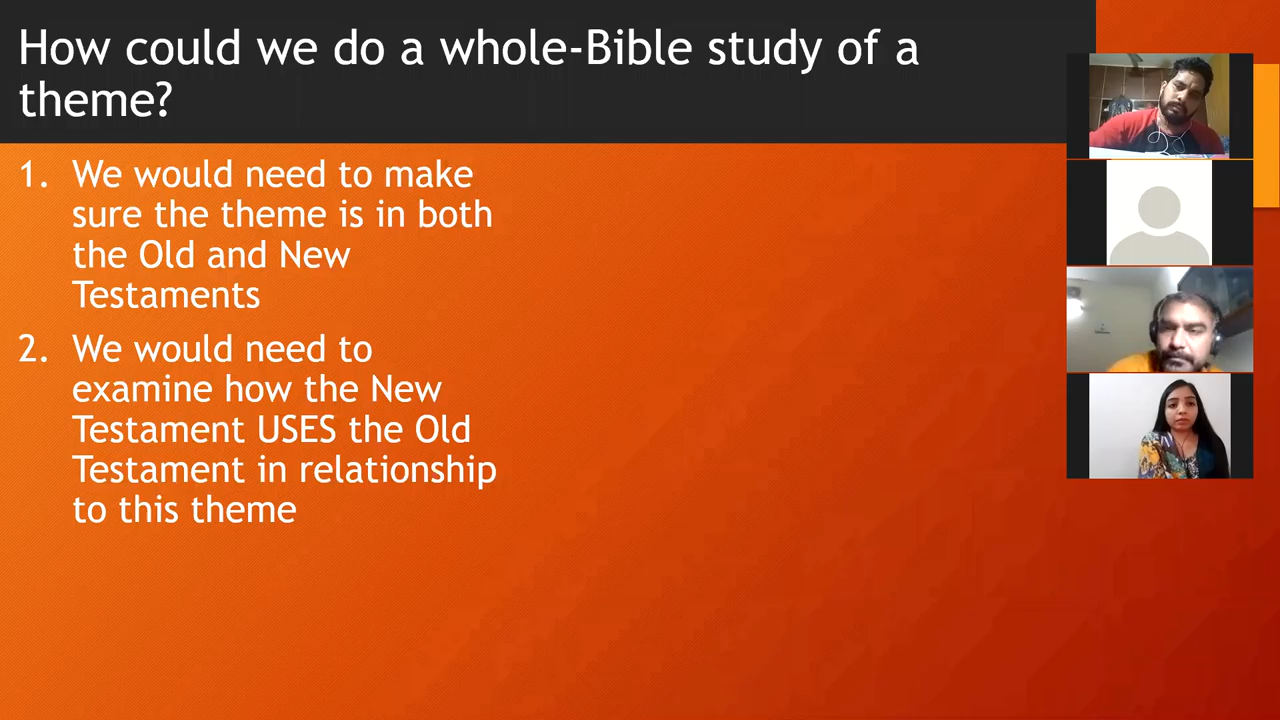 How could we do a whole-Bible study of a
theme?
1. We would need to make
sure the theme is in both
the Old and New
Testaments
2. We would need to
examine how the New
Testament USES the Old
Testament in relationship
to this theme